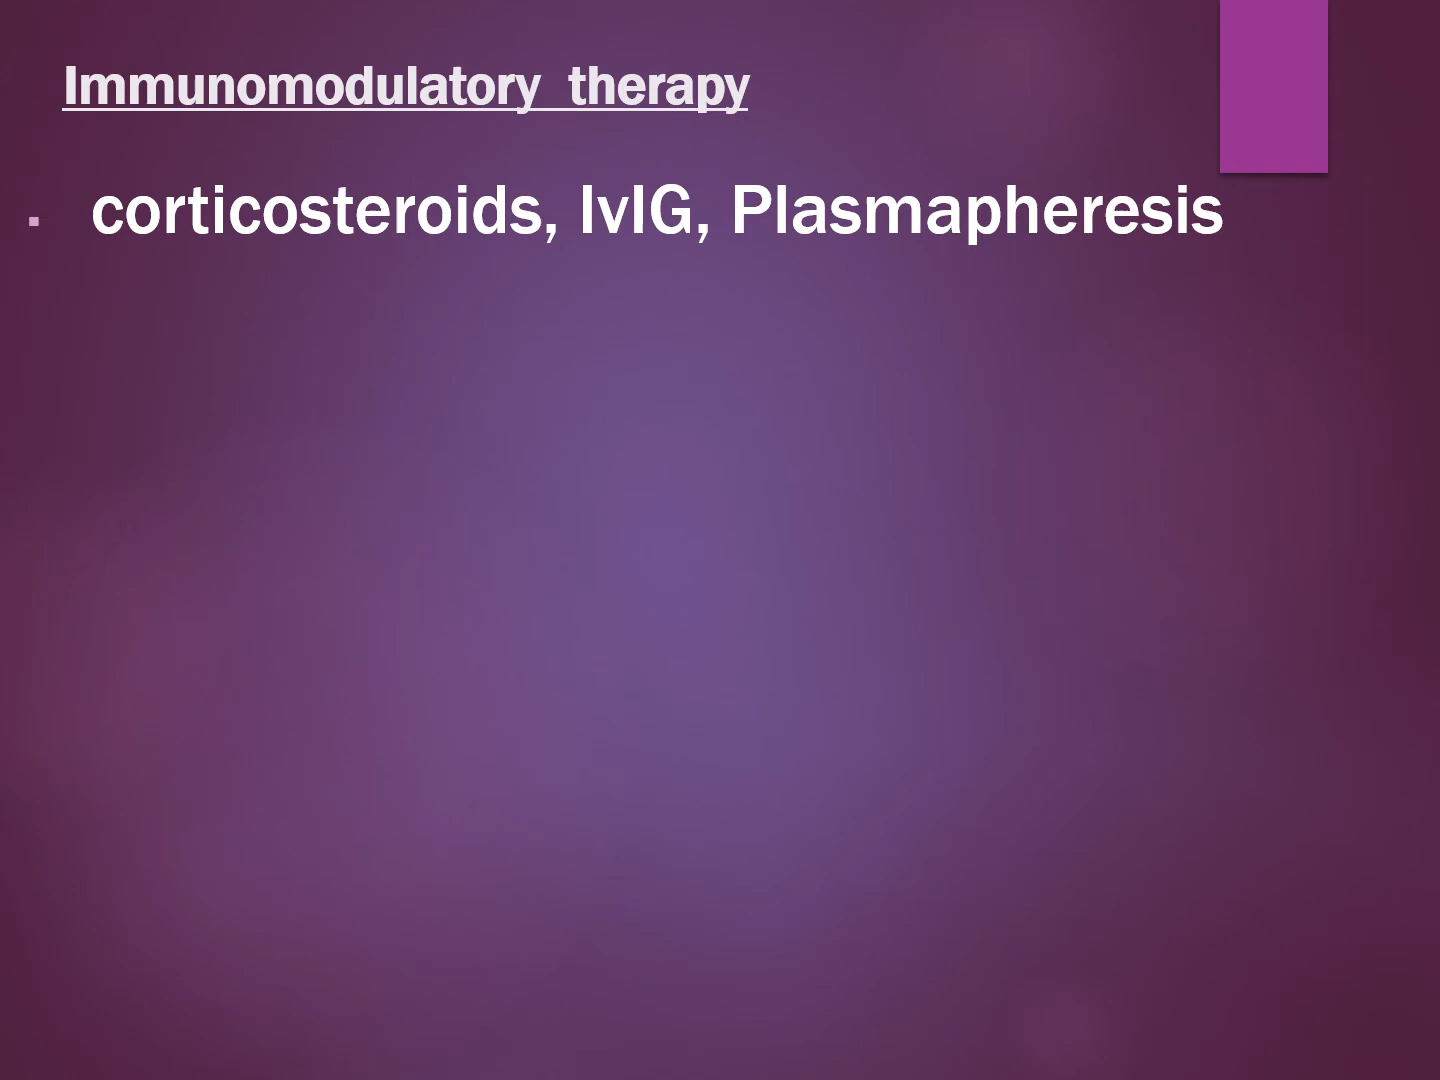 Immunomodulatory therapy
▪ corticosteroids, IvIG, Plasmapheresis